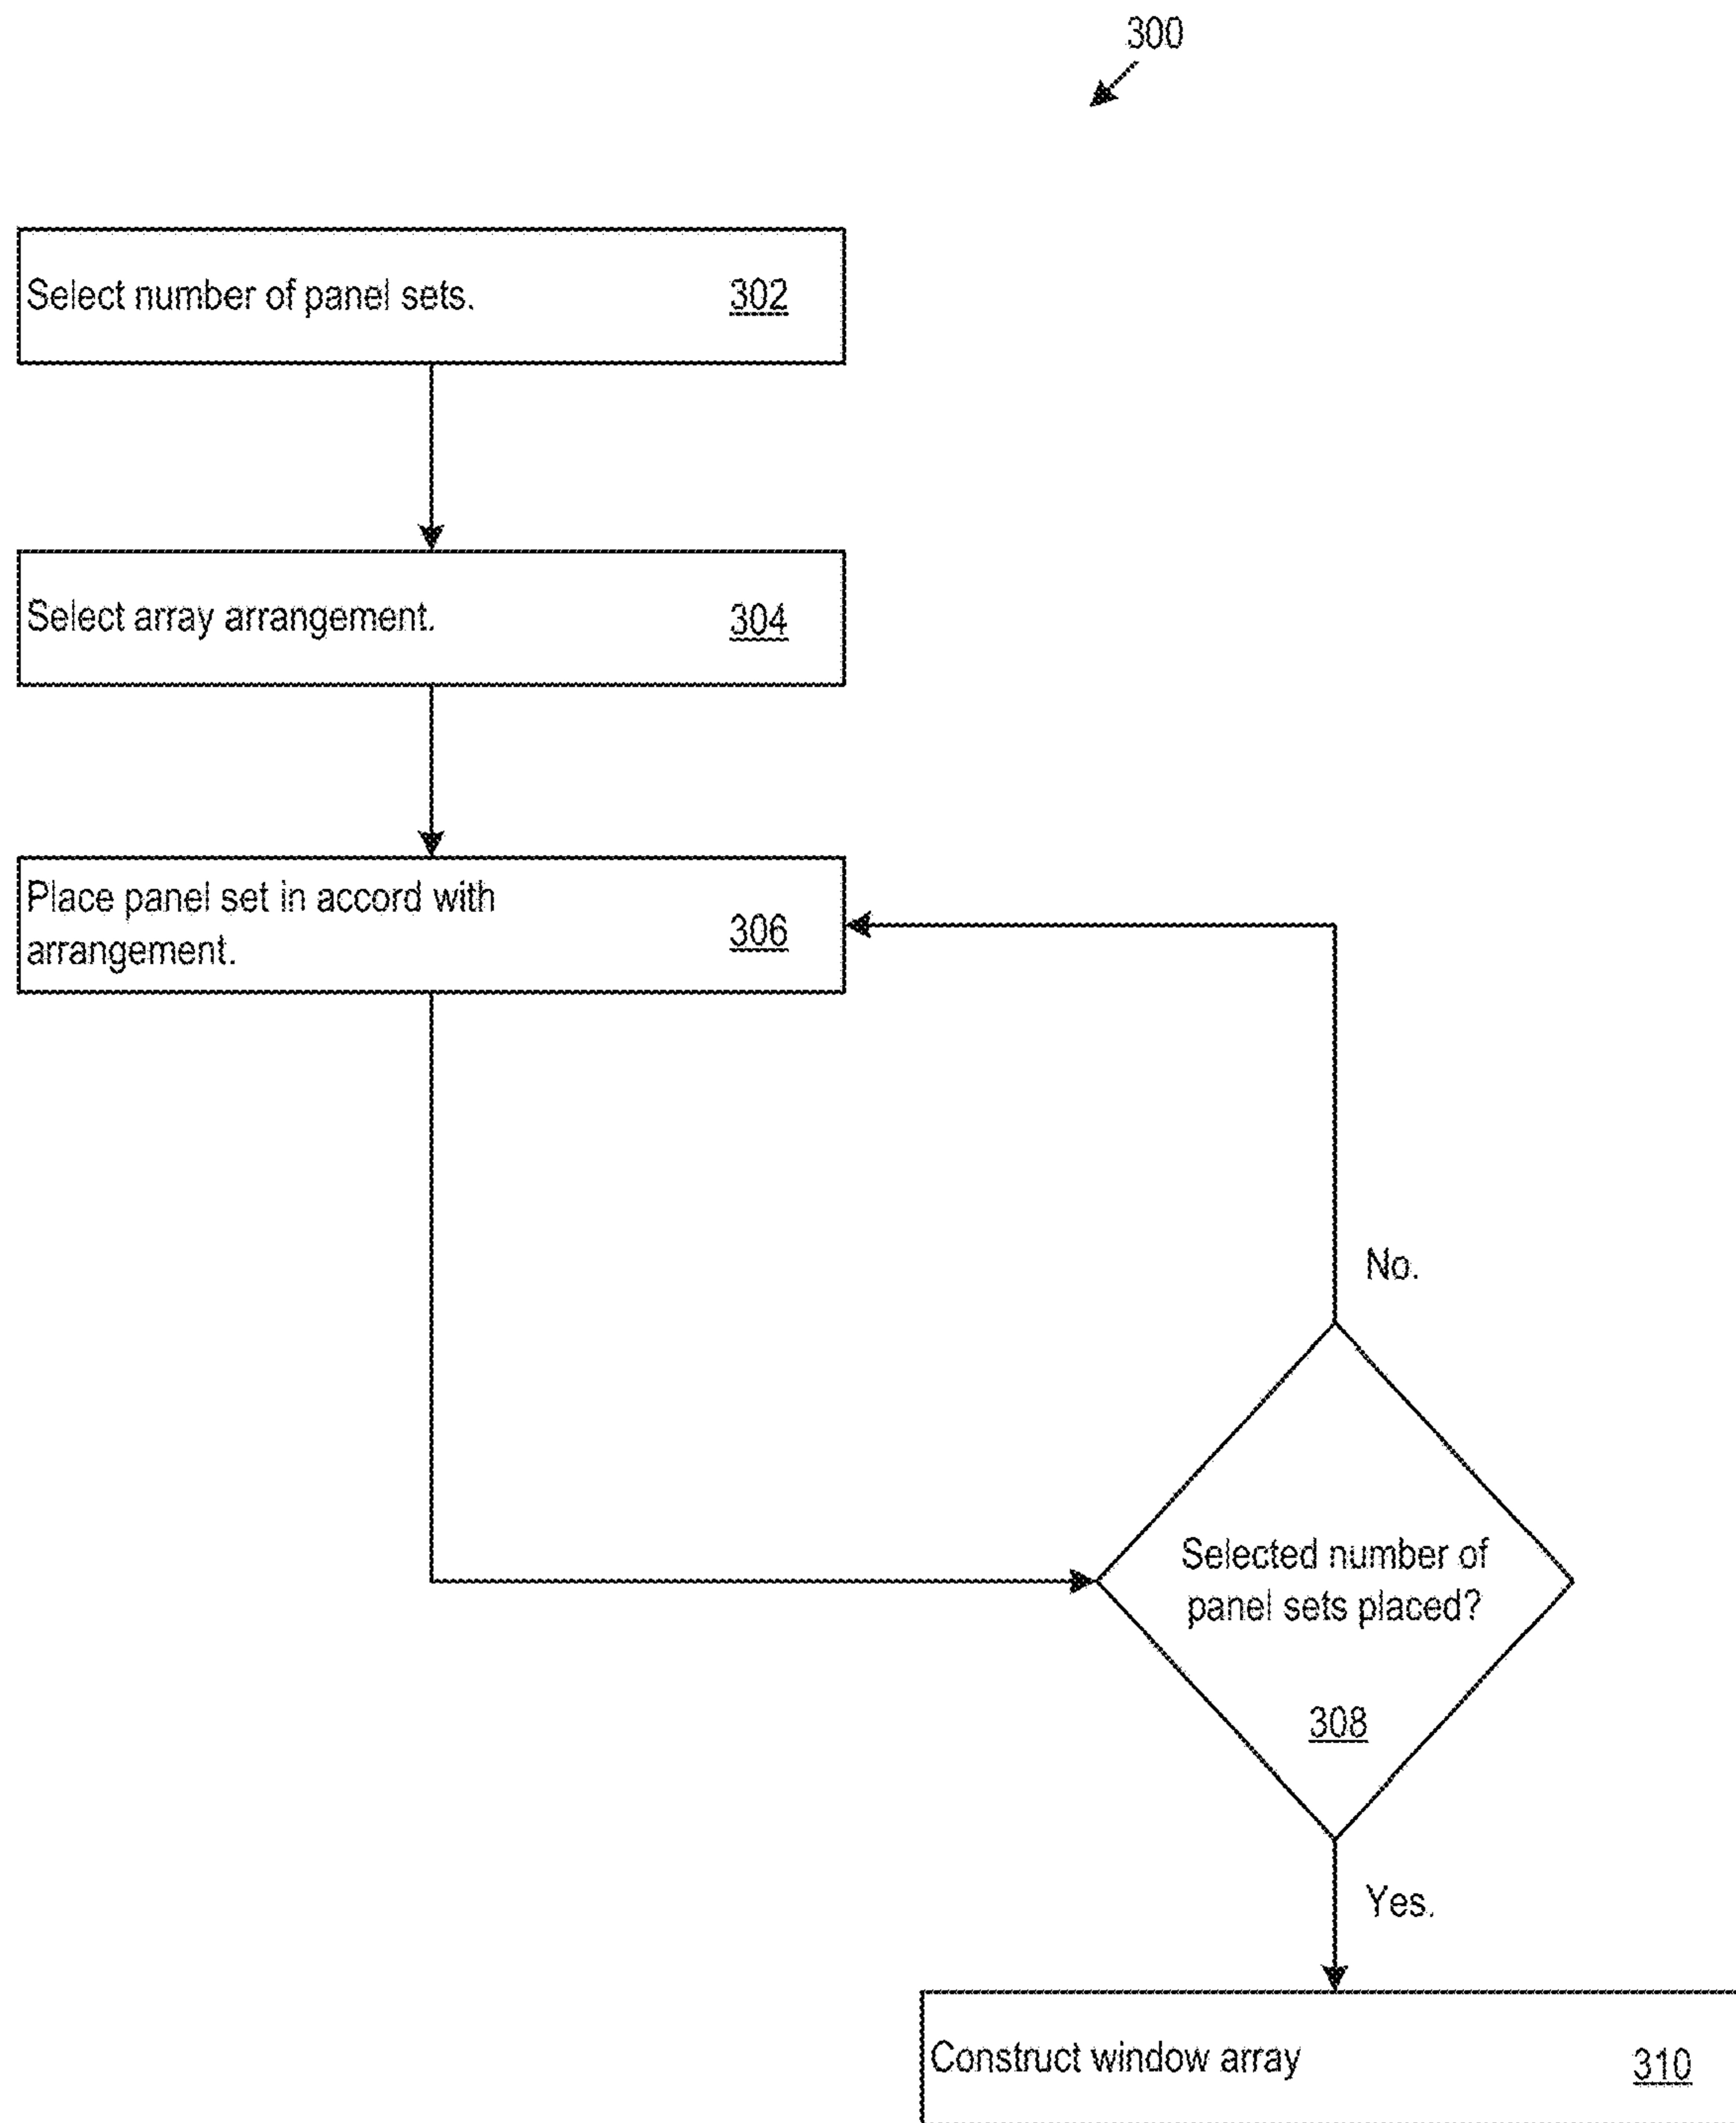 300
Select number of panel sets. 302
Select array arrangement. 304
Place panel set in accord with
arrangement. 306
No.
Selected number of
panel sets placed?
308
Yes.
Construct window array 310